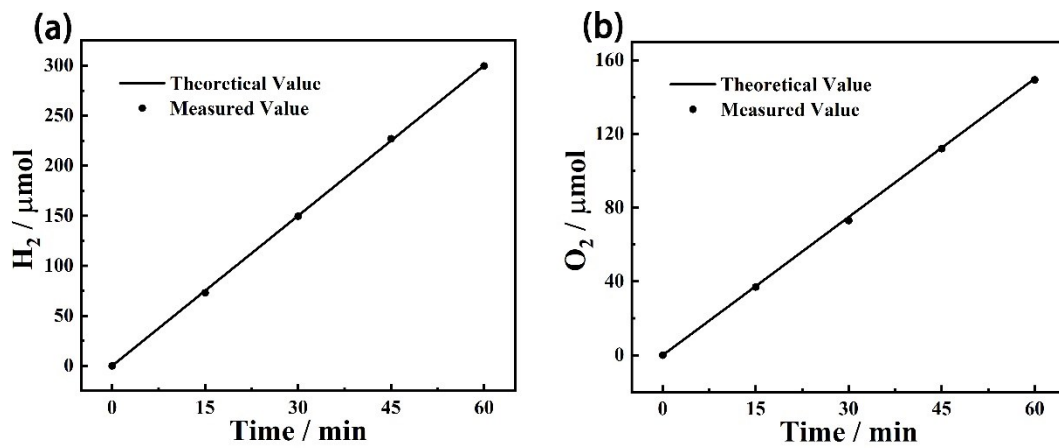 (a)
Theoretical Value
Measured Value
300
250
200
150
100
50
0
H₂ / μmol
0 15 30 45 60
Time / min
(b)
Theoretical Value
Measured Value
160
120
80
40
0
O₂ / μmol
0 15 30 45 60
Time / min